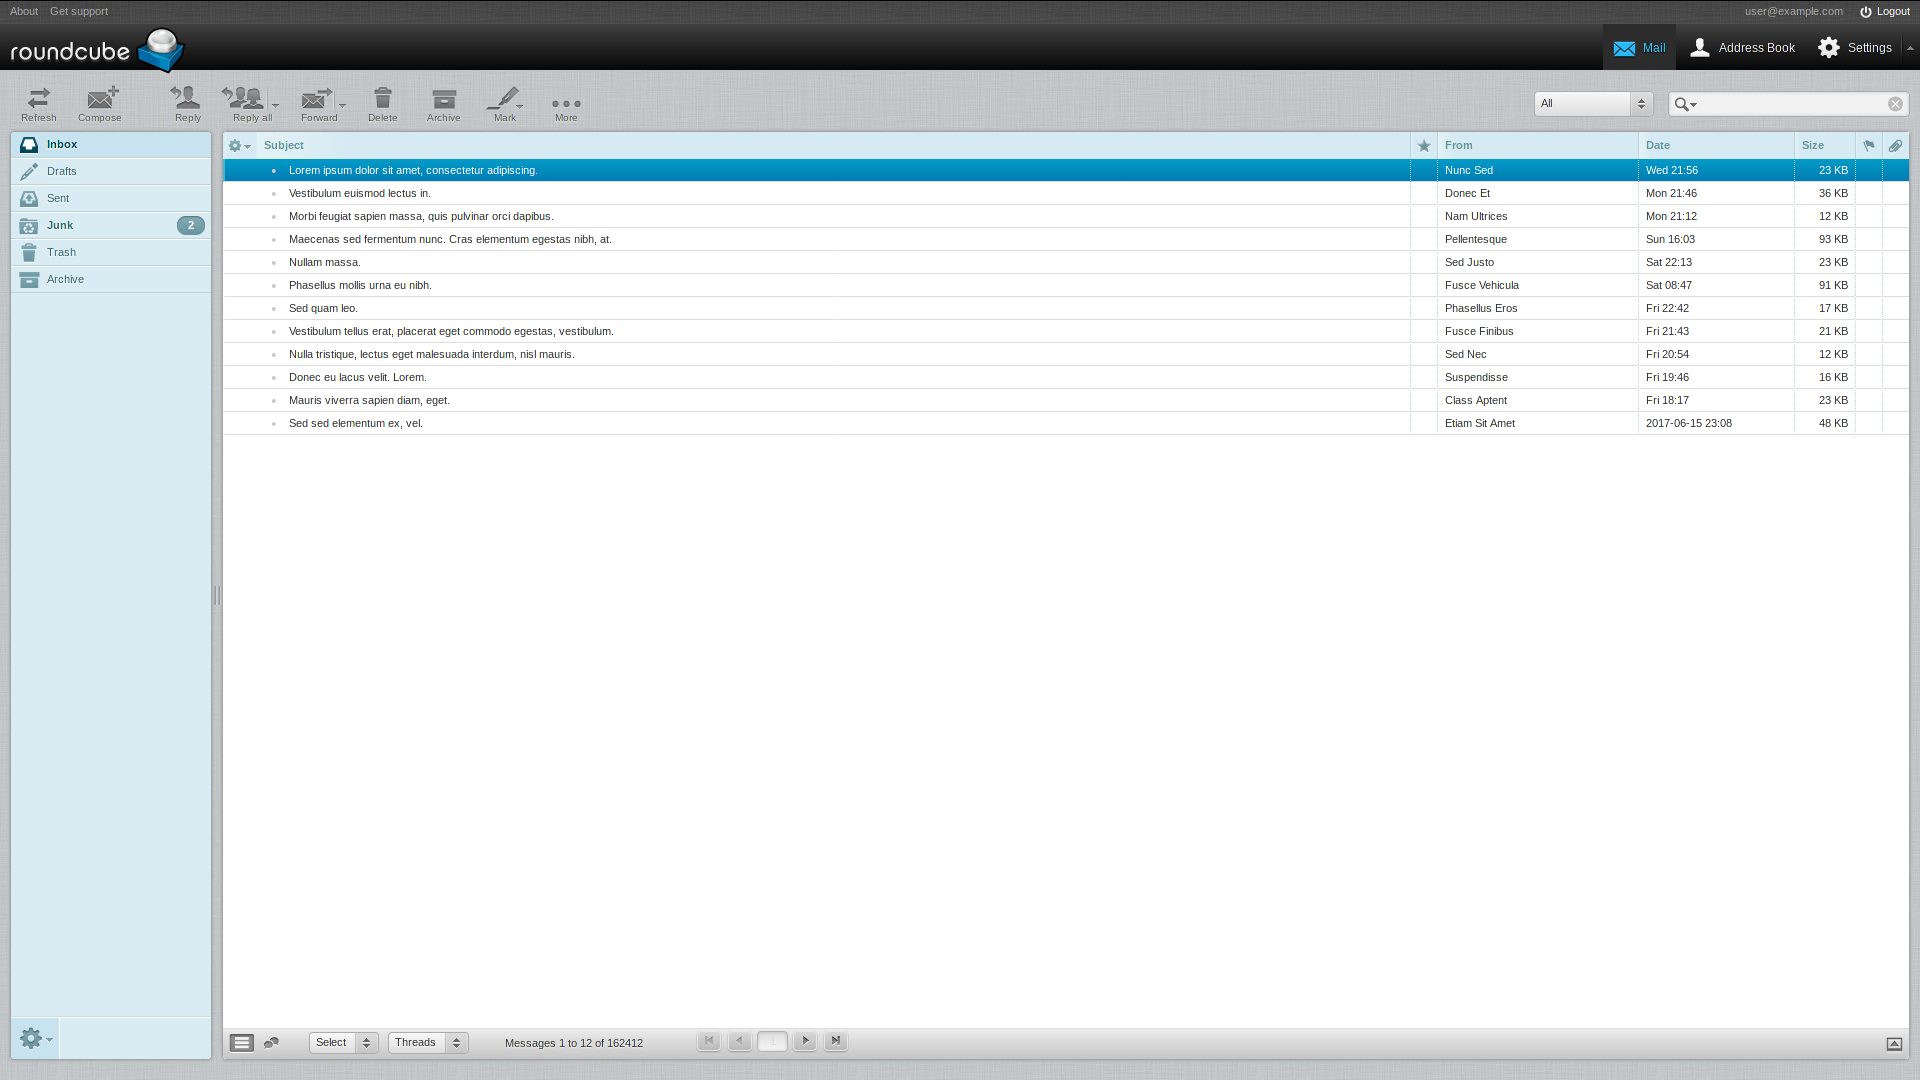 About Get support user@example.com Logout
roundcube Mail Address Book Settings
Refresh Compose Reply Reply all Forward Delete Archive Mark More All
Inbox
Drafts
Sent
Junk 2
Trash
Archive
Subject From Date Size
Lorem ipsum dolor sit amet, consectetur adipiscing. Nunc Sed Wed 21:56 23 KB
Vestibulum euismod lectus in. Donec Et Mon 21:46 36 KB
Morbi feugiat sapien massa, quis pulvinar orci dapibus. Nam Ultrices Mon 21:12 12 KB
Maecenas sed fermentum nunc. Cras elementum egestas nibh, at. Pellentesque Sun 16:03 93 KB
Nullam massa. Sed Justo Sat 22:13 23 KB
Phasellus mollis urna eu nibh. Fusce Vehicula Sat 08:47 91 KB
Sed quam leo. Phasellus Eros Fri 22:42 17 KB
Vestibulum tellus erat, placerat eget commodo egestas, vestibulum. Fusce Finibus Fri 21:43 21 KB
Nulla tristique, lectus eget malesuada interdum, nisl mauris. Sed Nec Fri 20:54 12 KB
Donec eu lacus velit. Lorem. Suspendisse Fri 19:46 16 KB
Mauris viverra sapien diam, eget. Class Aptent Fri 18:17 23 KB
Sed sed elementum ex, vel. Etiam Sit Amet 2017-06-15 23:08 48 KB
Select Threads Messages 1 to 12 of 162412 1